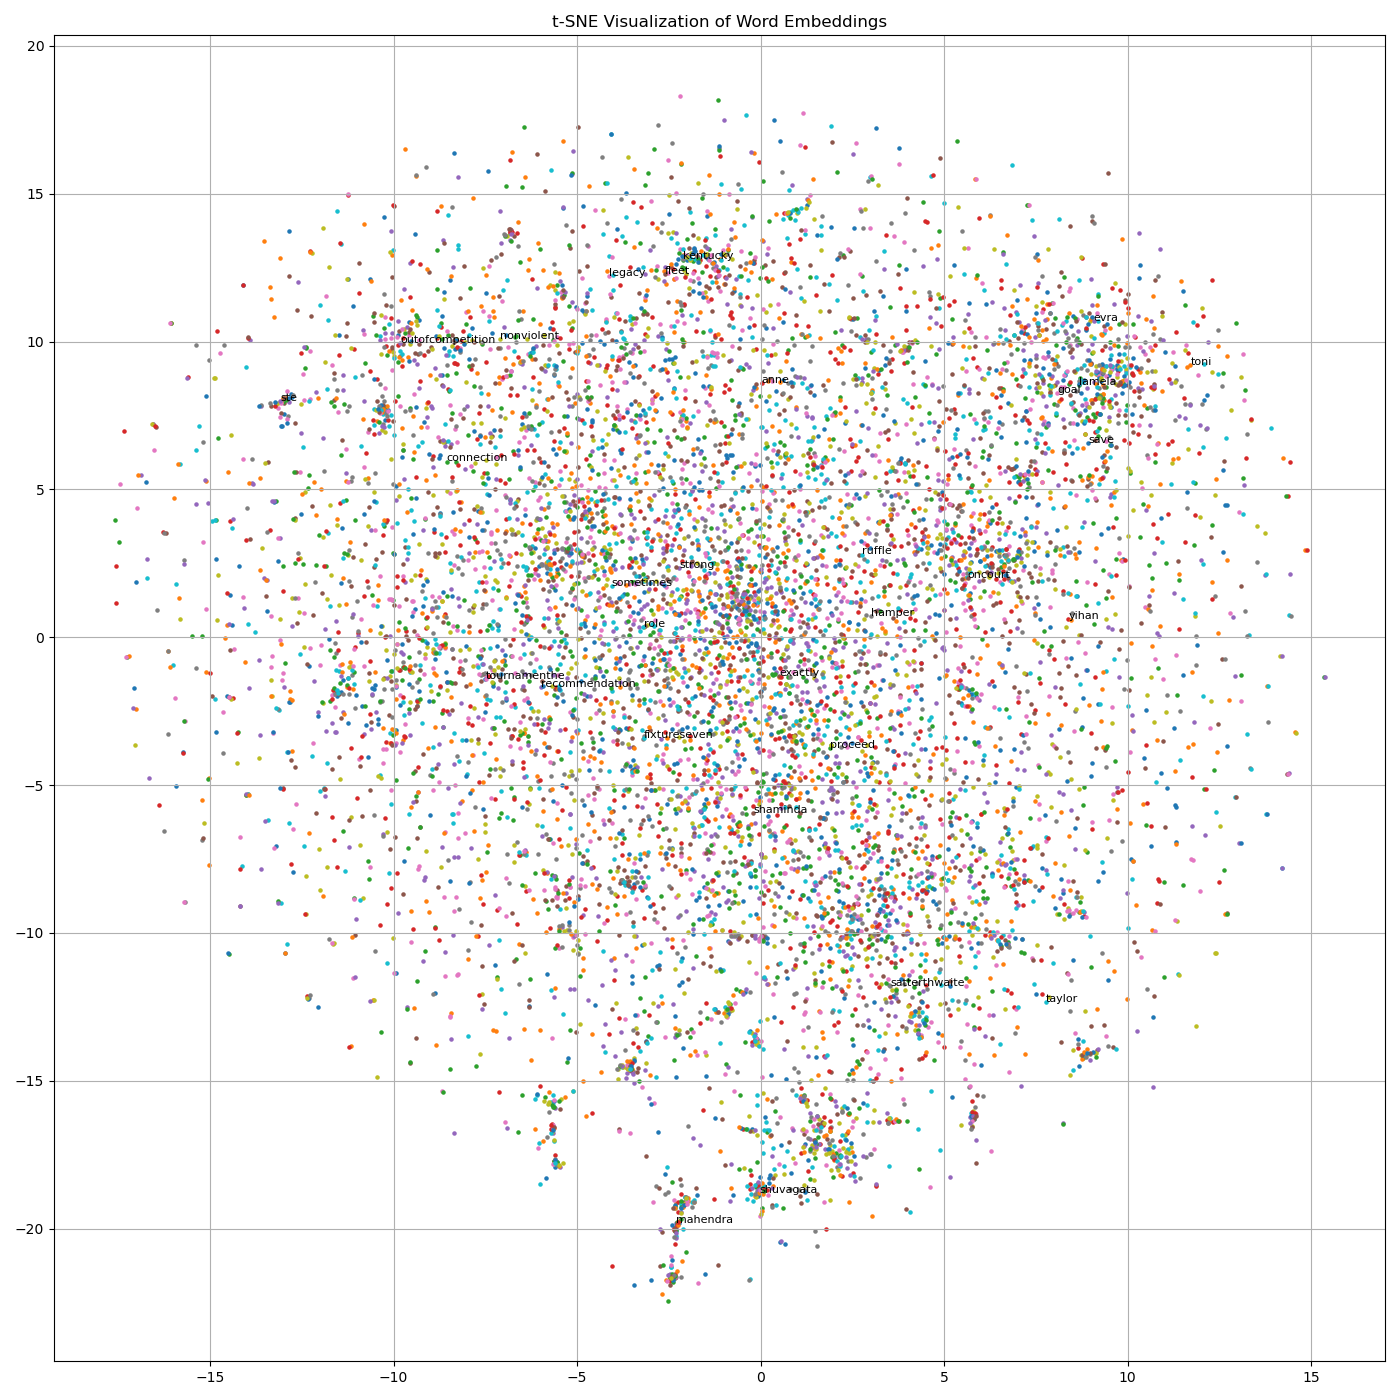 t-SNE Visualization of Word Embeddings
20
15
10
5
0
−5
−10
−15
−20
kentucky
legacy
fleet
evra
outofcompetition
nonviolent
toni
anne
lamela
goal
ste
save
connection
ruffle
strong
oncourt
sometimes
hamper
yihan
role
exactly
tournamenthe
recommendation
fixtureseven
proceed
shaminda
satterthwaite
taylor
shuvagata
mahendra
−15
−10
−5
0
5
10
15